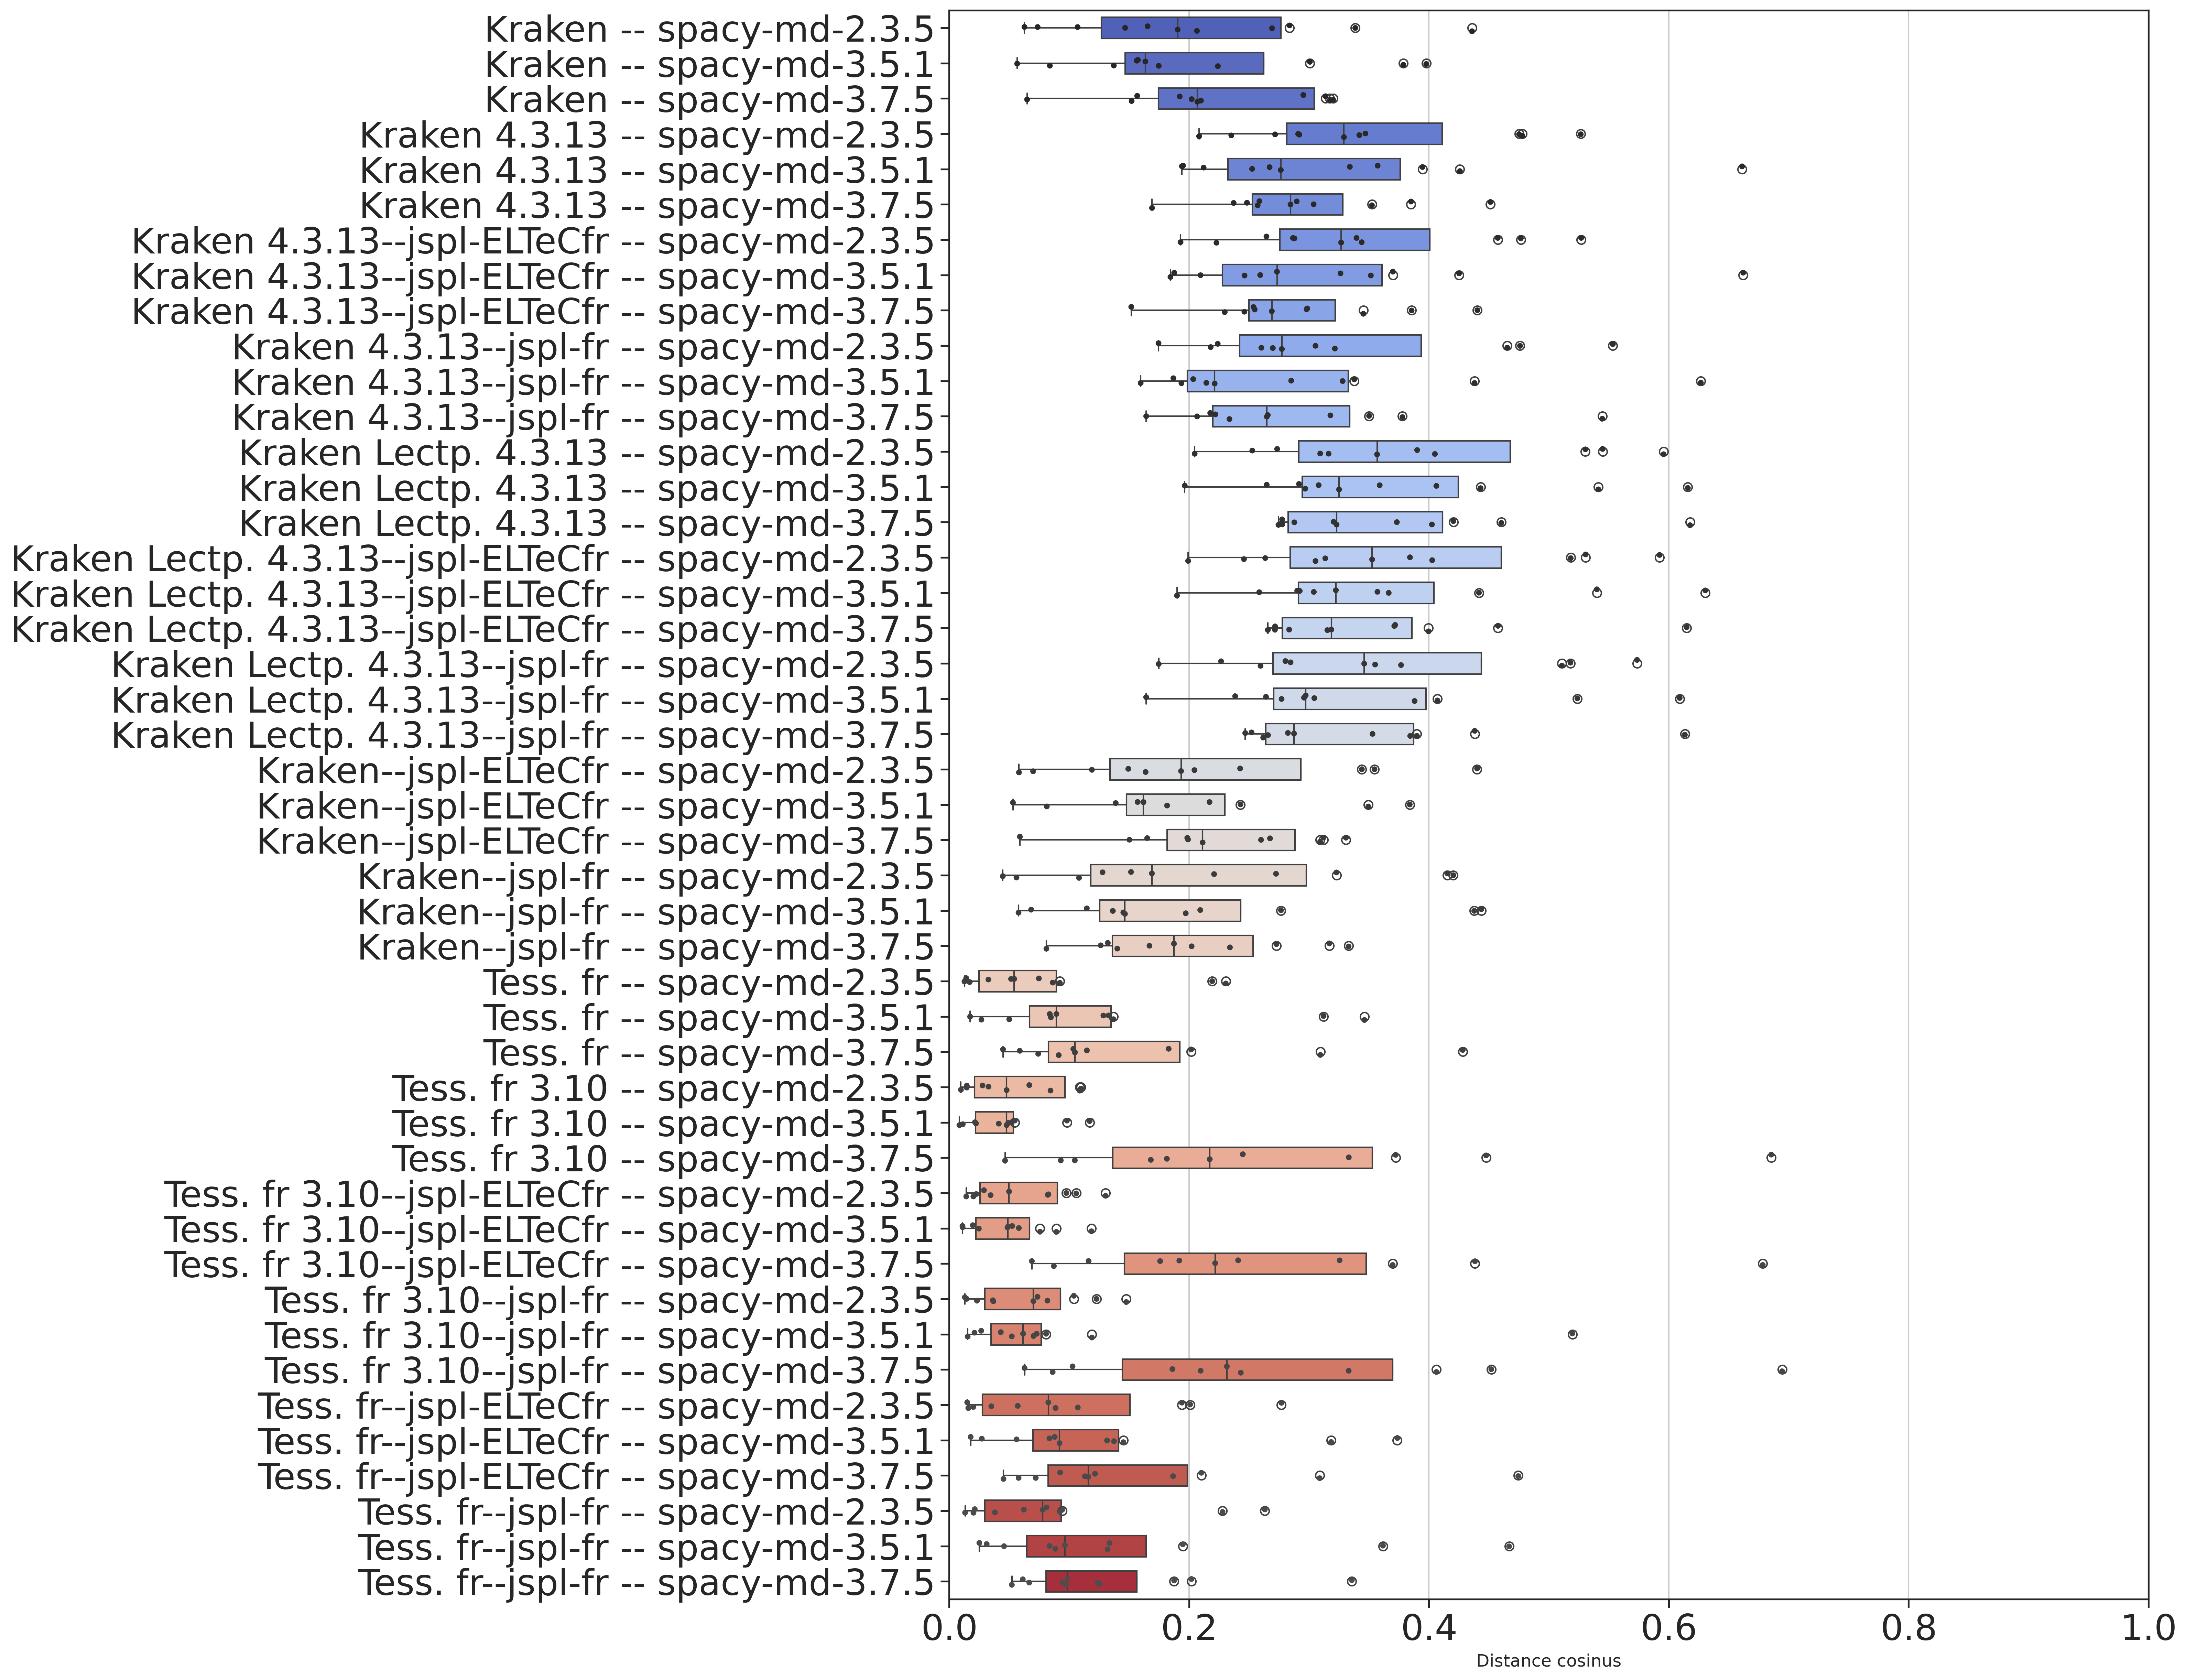 Kraken -- spacy-md-2.3.5
Kraken -- spacy-md-3.5.1
Kraken -- spacy-md-3.7.5
Kraken 4.3.13 -- spacy-md-2.3.5
Kraken 4.3.13 -- spacy-md-3.5.1
Kraken 4.3.13 -- spacy-md-3.7.5
Kraken 4.3.13--jspl-ELTeCfr -- spacy-md-2.3.5
Kraken 4.3.13--jspl-ELTeCfr -- spacy-md-3.5.1
Kraken 4.3.13--jspl-ELTeCfr -- spacy-md-3.7.5
Kraken 4.3.13--jspl-fr -- spacy-md-2.3.5
Kraken 4.3.13--jspl-fr -- spacy-md-3.5.1
Kraken 4.3.13--jspl-fr -- spacy-md-3.7.5
Kraken Lectp. 4.3.13 -- spacy-md-2.3.5
Kraken Lectp. 4.3.13 -- spacy-md-3.5.1
Kraken Lectp. 4.3.13 -- spacy-md-3.7.5
Kraken Lectp. 4.3.13--jspl-ELTeCfr -- spacy-md-2.3.5
Kraken Lectp. 4.3.13--jspl-ELTeCfr -- spacy-md-3.5.1
Kraken Lectp. 4.3.13--jspl-ELTeCfr -- spacy-md-3.7.5
Kraken Lectp. 4.3.13--jspl-fr -- spacy-md-2.3.5
Kraken Lectp. 4.3.13--jspl-fr -- spacy-md-3.5.1
Kraken Lectp. 4.3.13--jspl-fr -- spacy-md-3.7.5
Kraken--jspl-ELTeCfr -- spacy-md-2.3.5
Kraken--jspl-ELTeCfr -- spacy-md-3.5.1
Kraken--jspl-ELTeCfr -- spacy-md-3.7.5
Kraken--jspl-fr -- spacy-md-2.3.5
Kraken--jspl-fr -- spacy-md-3.5.1
Kraken--jspl-fr -- spacy-md-3.7.5
Tess. fr -- spacy-md-2.3.5
Tess. fr -- spacy-md-3.5.1
Tess. fr -- spacy-md-3.7.5
Tess. fr 3.10 -- spacy-md-2.3.5
Tess. fr 3.10 -- spacy-md-3.5.1
Tess. fr 3.10 -- spacy-md-3.7.5
Tess. fr 3.10--jspl-ELTeCfr -- spacy-md-2.3.5
Tess. fr 3.10--jspl-ELTeCfr -- spacy-md-3.5.1
Tess. fr 3.10--jspl-ELTeCfr -- spacy-md-3.7.5
Tess. fr 3.10--jspl-fr -- spacy-md-2.3.5
Tess. fr 3.10--jspl-fr -- spacy-md-3.5.1
Tess. fr 3.10--jspl-fr -- spacy-md-3.7.5
Tess. fr--jspl-ELTeCfr -- spacy-md-2.3.5
Tess. fr--jspl-ELTeCfr -- spacy-md-3.5.1
Tess. fr--jspl-ELTeCfr -- spacy-md-3.7.5
Tess. fr--jspl-fr -- spacy-md-2.3.5
Tess. fr--jspl-fr -- spacy-md-3.5.1
Tess. fr--jspl-fr -- spacy-md-3.7.5
0.0 0.2 0.4 0.6 0.8 1.0
Distance cosinus